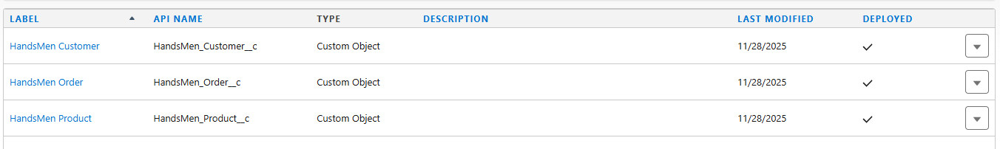 LABEL API NAME TYPE DESCRIPTION LAST MODIFIED DEPLOYED
HandsMen Customer HandsMen_Customer__c Custom Object 11/28/2025
HandsMen Order HandsMen_Order__c Custom Object 11/28/2025
HandsMen Product HandsMen_Product__c Custom Object 11/28/2025